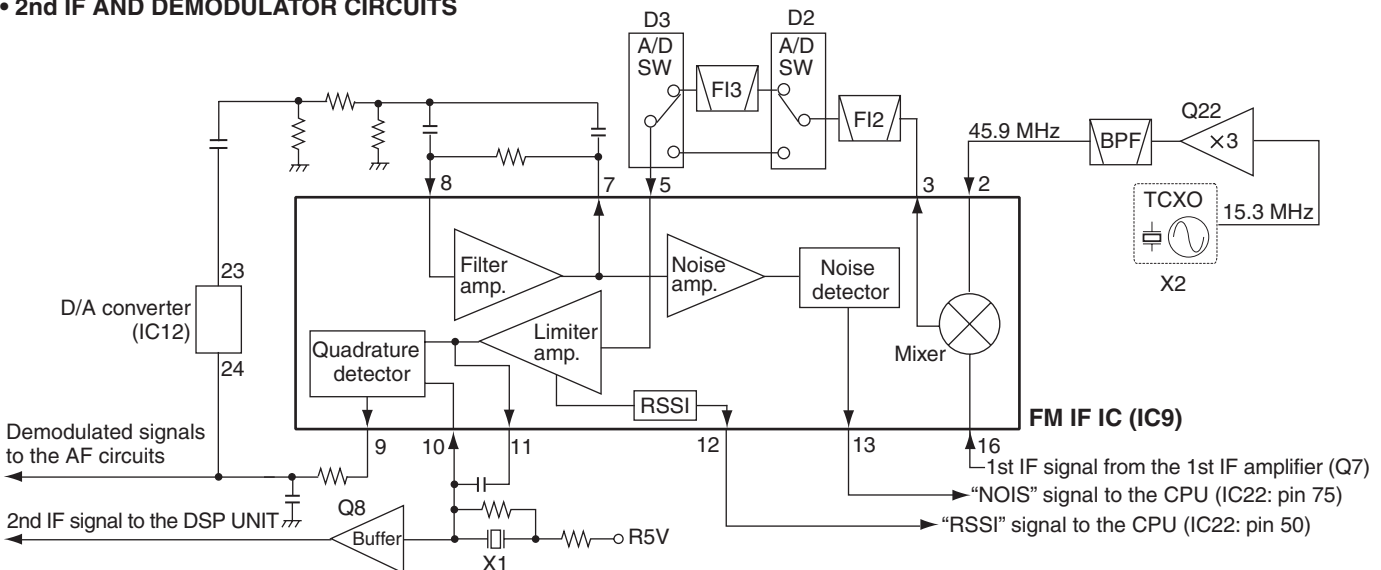 • 2nd IF AND DEMODULATOR CIRCUITS
D3
D2
A/D
SW
A/D
SW
FI3
FI2
Q22
45.9 MHz
BPF
×3
TCXO
15.3 MHz
X2
8
7
5
3
2
Filter
amp.
Noise
amp.
Noise
detector
23
D/A converter
(IC12)
24
Limiter
amp.
Quadrature
detector
Mixer
RSSI
FM IF IC (IC9)
9
10
11
12
13
16
Demodulated signals
to the AF circuits
1st IF signal from the 1st IF amplifier (Q7)
"NOIS" signal to the CPU (IC22: pin 75)
"RSSI" signal to the CPU (IC22: pin 50)
2nd IF signal to the DSP UNIT
Q8
Buffer
X1
R5V